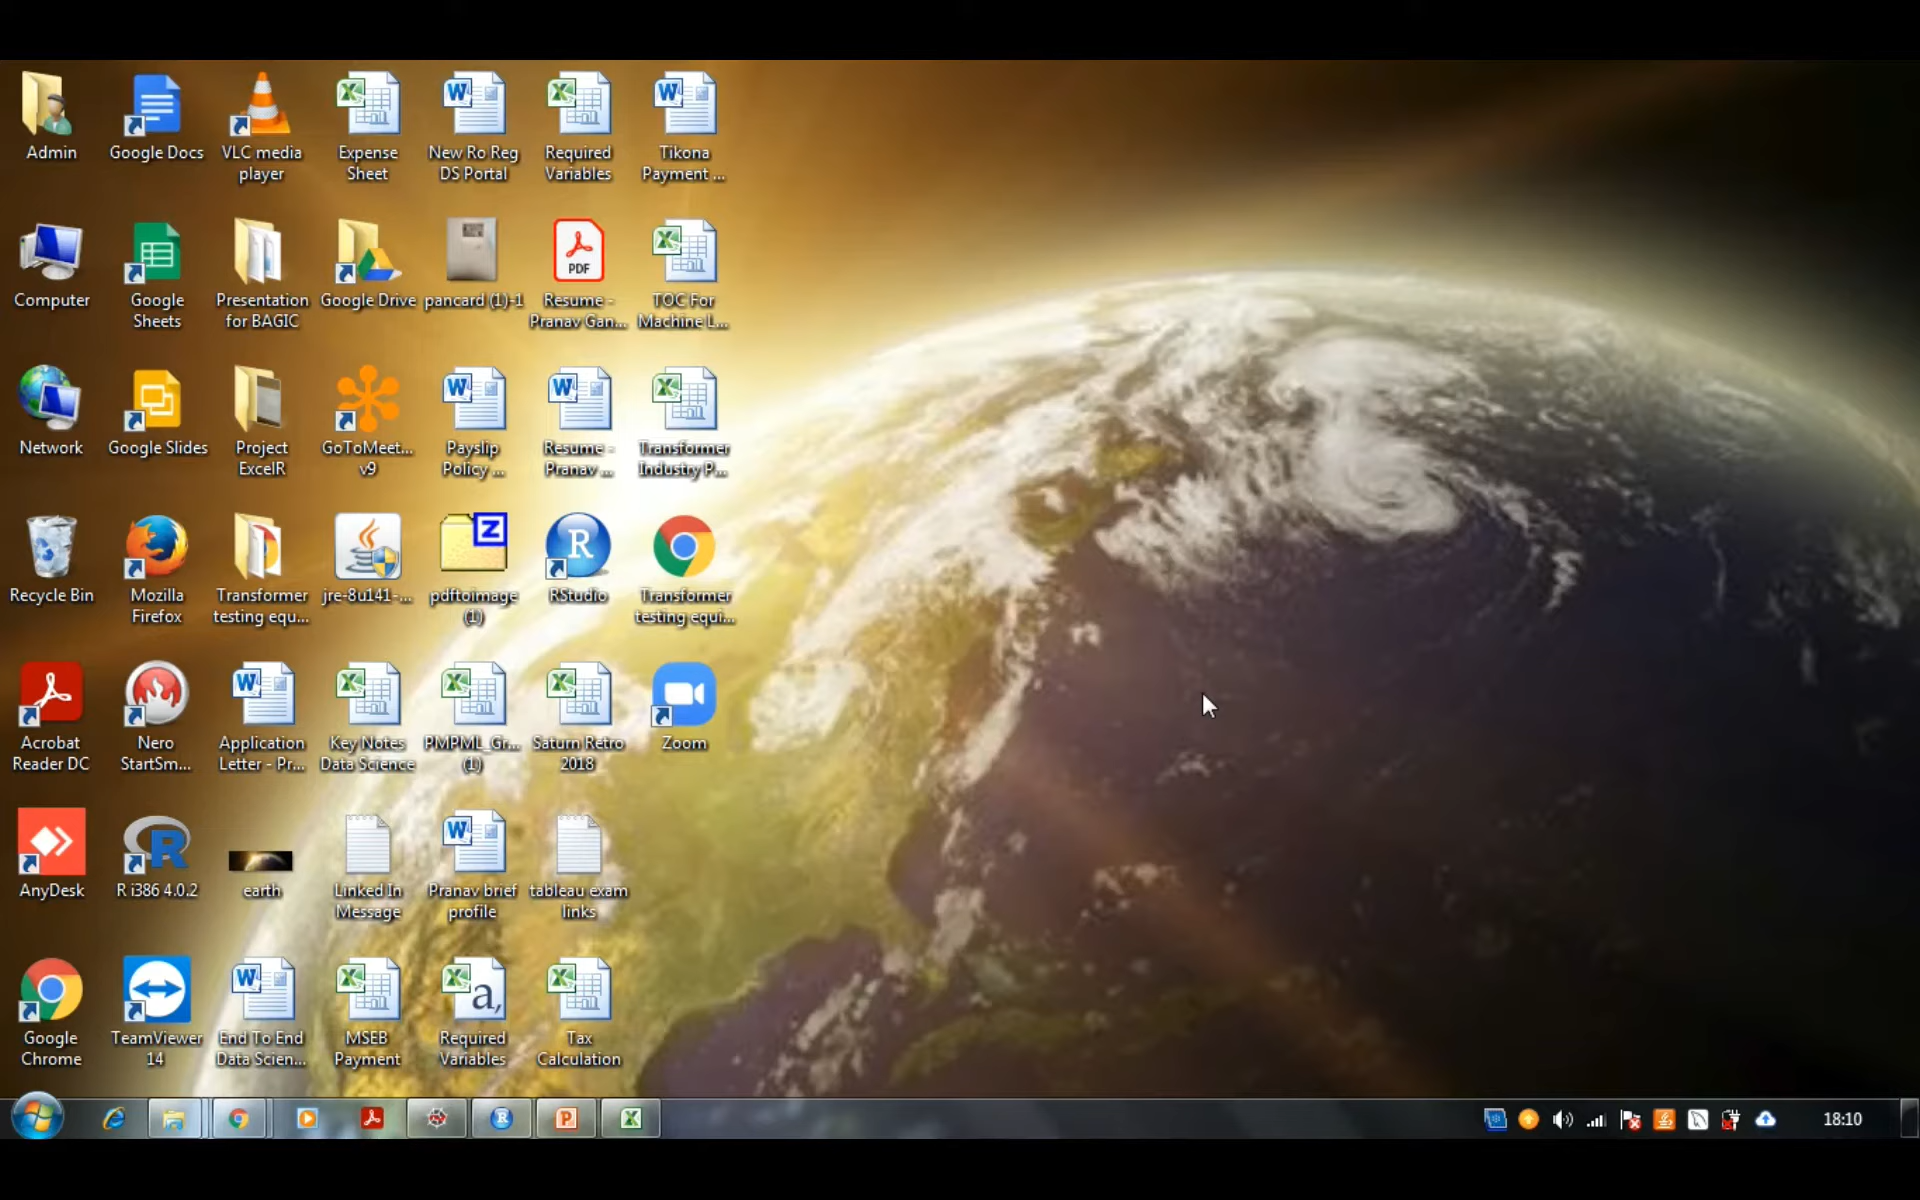 Admin
Google Docs
VLC media
player
Expense
Sheet
New Ro Reg
DS Portal
Required
Variables
Tikona
Payment ...
Computer
Google
Sheets
Presentation
for BAGIC
Google Drive
pancard (1)-1
PDF
Resume -
Pranav Gan...
TOC For
Machine L...
Network
Google Slides
Project
ExcelR
GoToMeet...
v9
Payslip
Policy ...
Resume -
Pranav ...
Transformer
Industry P...
Recycle Bin
Mozilla
Firefox
Transformer
testing equ...
jre-8u141-...
pdftoimage
(1)
RStudio
Transformer
testing equi...
Acrobat
Reader DC
Nero
StartSm...
Application
Letter - Pr...
Key Notes
Data Science
PMPML_Gr...
(1)
Saturn Retro
2018
Zoom
AnyDesk
R i386 4.0.2
earth
Linked In
Message
Pranav brief
profile
tableau exam
links
Google
Chrome
TeamViewer
14
End To End
Data Scien...
MSEB
Payment
a,
Required
Variables
Tax
Calculation
18:10